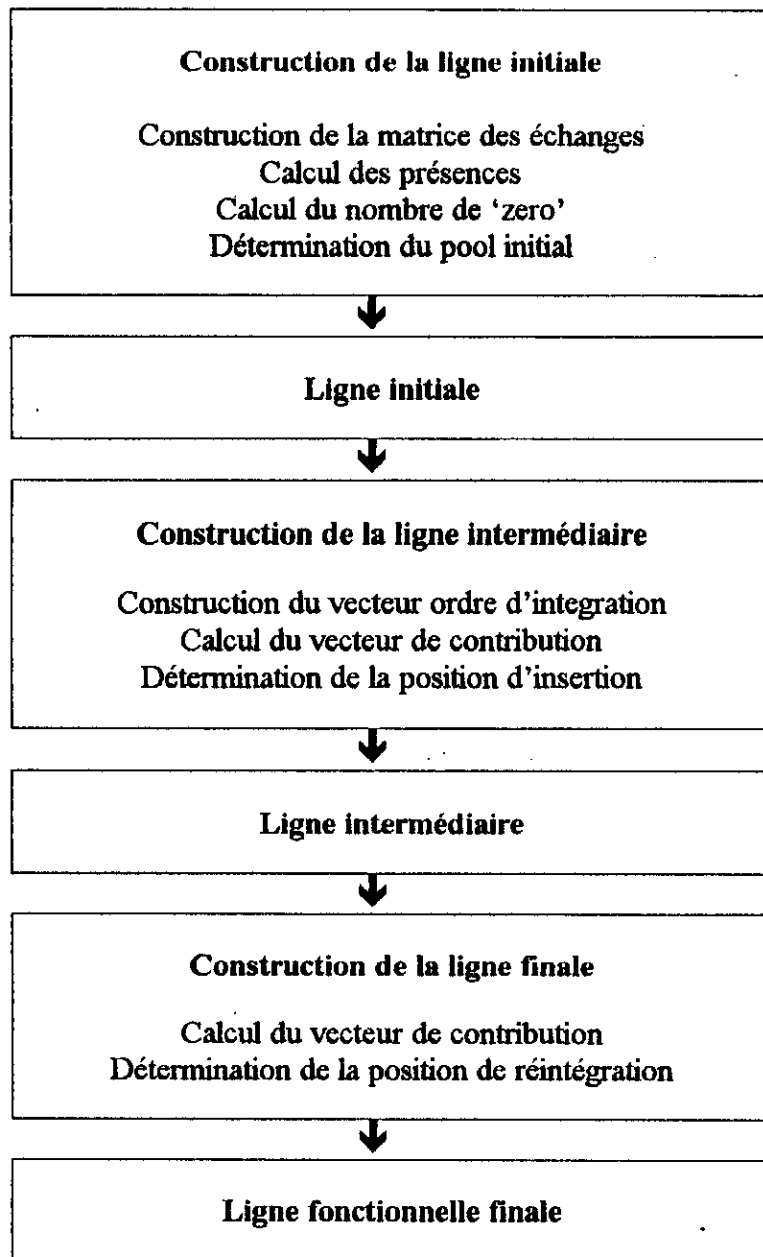 Construction de la ligne initiale
Construction de la matrice des échanges
Calcul des présences
Calcul du nombre de ‘zero’
Détermination du pool initial
Ligne initiale
Construction de la ligne intermédiaire
Construction du vecteur ordre d’integration
Calcul du vecteur de contribution
Détermination de la position d’insertion
Ligne intermédiaire
Construction de la ligne finale
Calcul du vecteur de contribution
Détermination de la position de réintégration
Ligne fonctionnelle finale